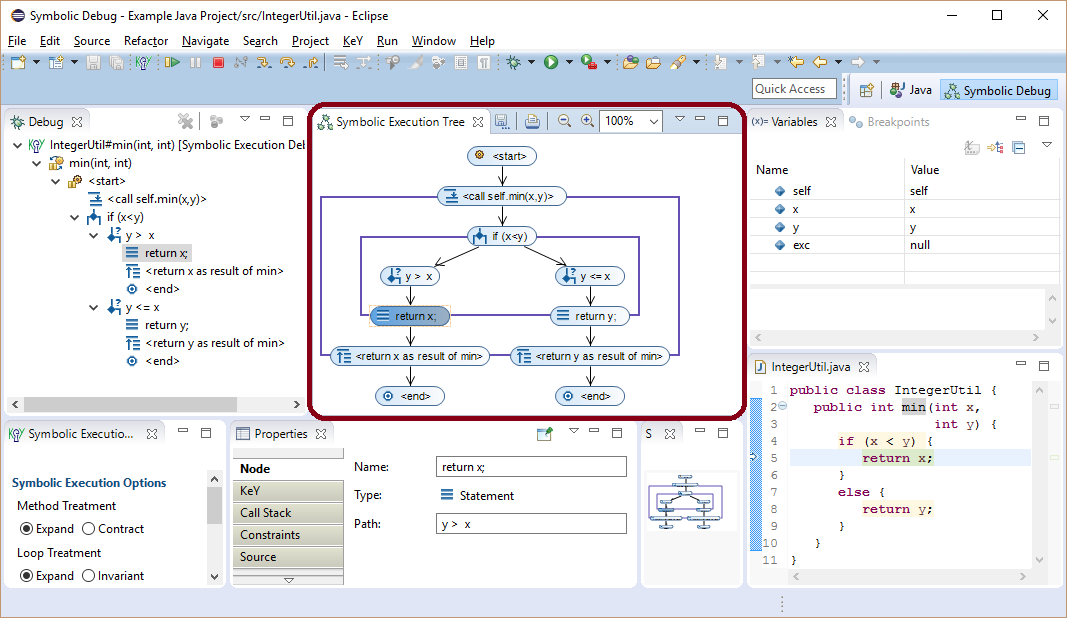 Symbolic Debug - Example Java Project/src/IntegerUtil.java - Eclipse
File Edit Source Refactor Navigate Search Project KeY Run Window Help
Quick Access Java Symbolic Debug
Debug
IntegerUtil#min(int, int) [Symbolic Execution Del
min(int, int)
<start>
<call self.min(x,y)>
if (x<y)
y > x
return x;
<return x as result of min>
<end>
y <= x
return y;
<return y as result of min>
<end>
Symbolic Execution Tree 100%
<start>
<call self.min(x,y)>
if (x<y)
y > x y <= x
return x; return y;
<return x as result of min> <return y as result of min>
<end> <end>
(x)= Variables Breakpoints
Name Value
self self
x x
y y
exc null
Symbolic Executio...
Symbolic Execution Options
Method Treatment
Expand Contract
Loop Treatment
Expand Invariant
Properties
Node
KeY
Call Stack
Constraints
Source
Name: return x;
Type: Statement
Path: y > x
S
IntegerUtil.java
1 public class IntegerUtil {
2 public int min(int x,
3 int y) {
4 if (x < y) {
5 return x;
6 }
7 else {
8 return y;
9 }
10 }
11 }